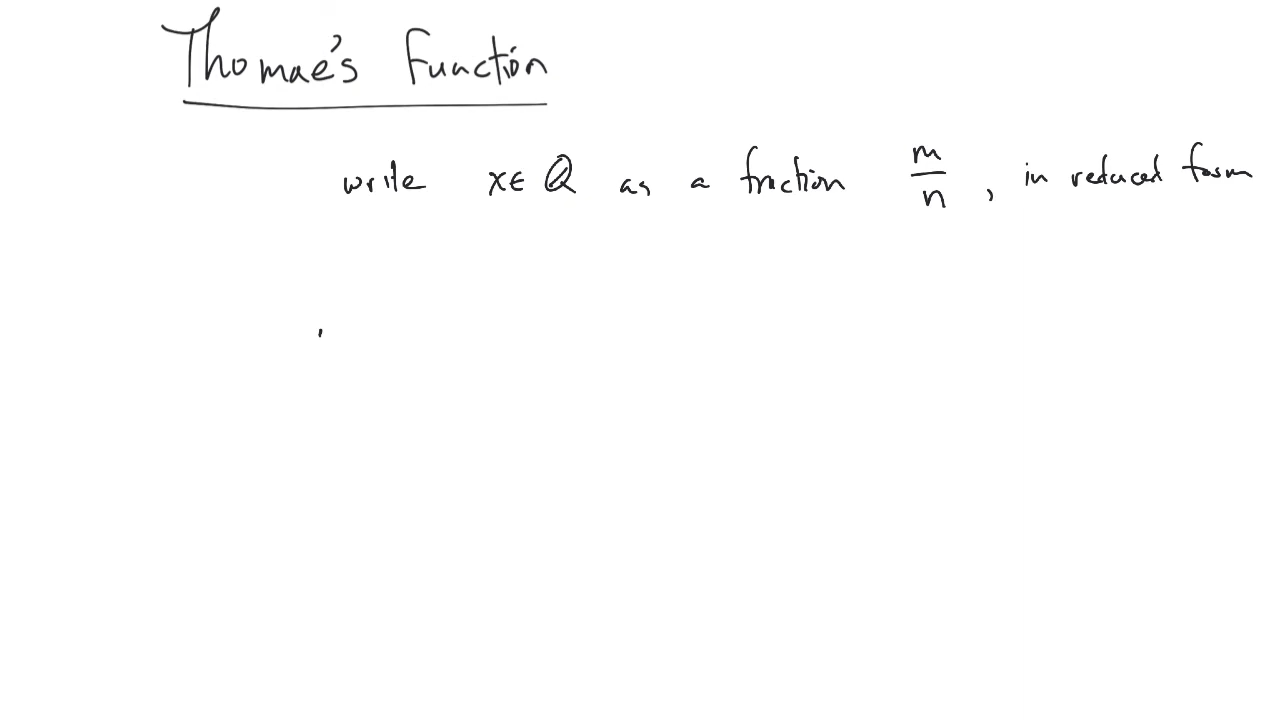 Thomae's Function
write x ∈ ℚ as a fraction m/n , in reduced form